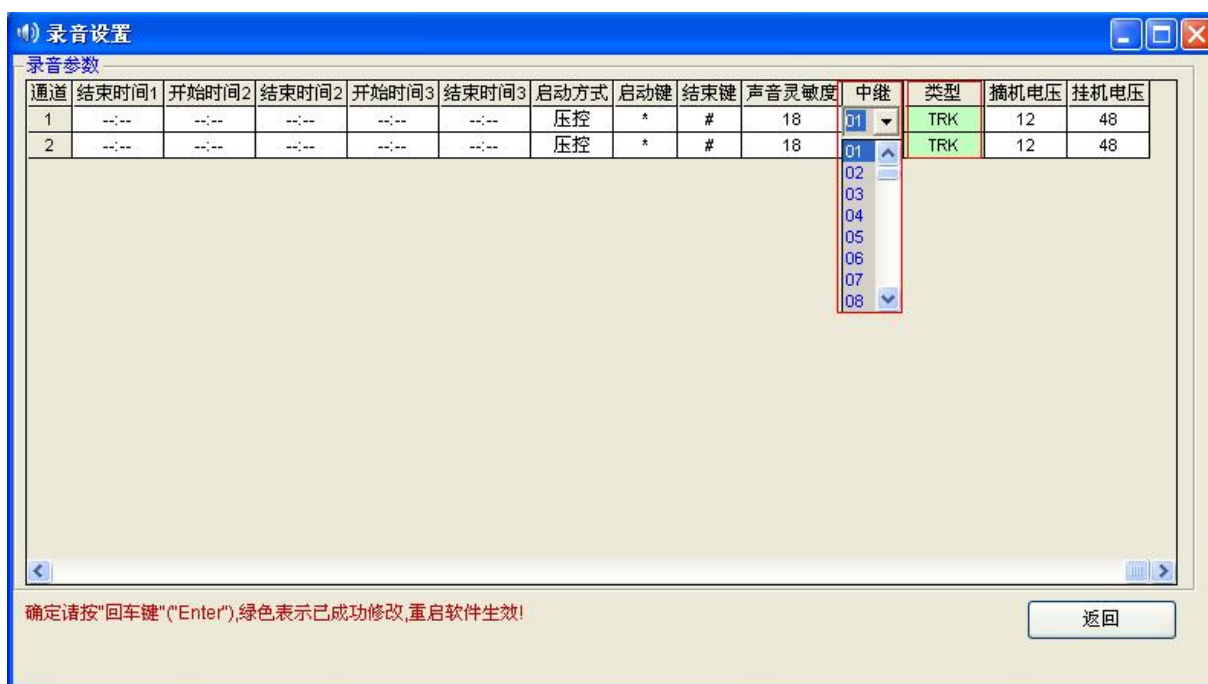 录音设置
录音参数
通道 结束时间1 开始时间2 结束时间2 开始时间3 结束时间3 启动方式 启动键 结束键 声音灵敏度 中继 类型 摘机电压 挂机电压
1 --:-- --:-- --:-- --:-- --:-- 压控 * # 18 01 TRK 12 48
2 --:-- --:-- --:-- --:-- --:-- 压控 * # 18 TRK 12 48
01
02
03
04
05
06
07
08
确定请按"回车键"("Enter"),绿色表示已成功修改,重启软件生效!
返回